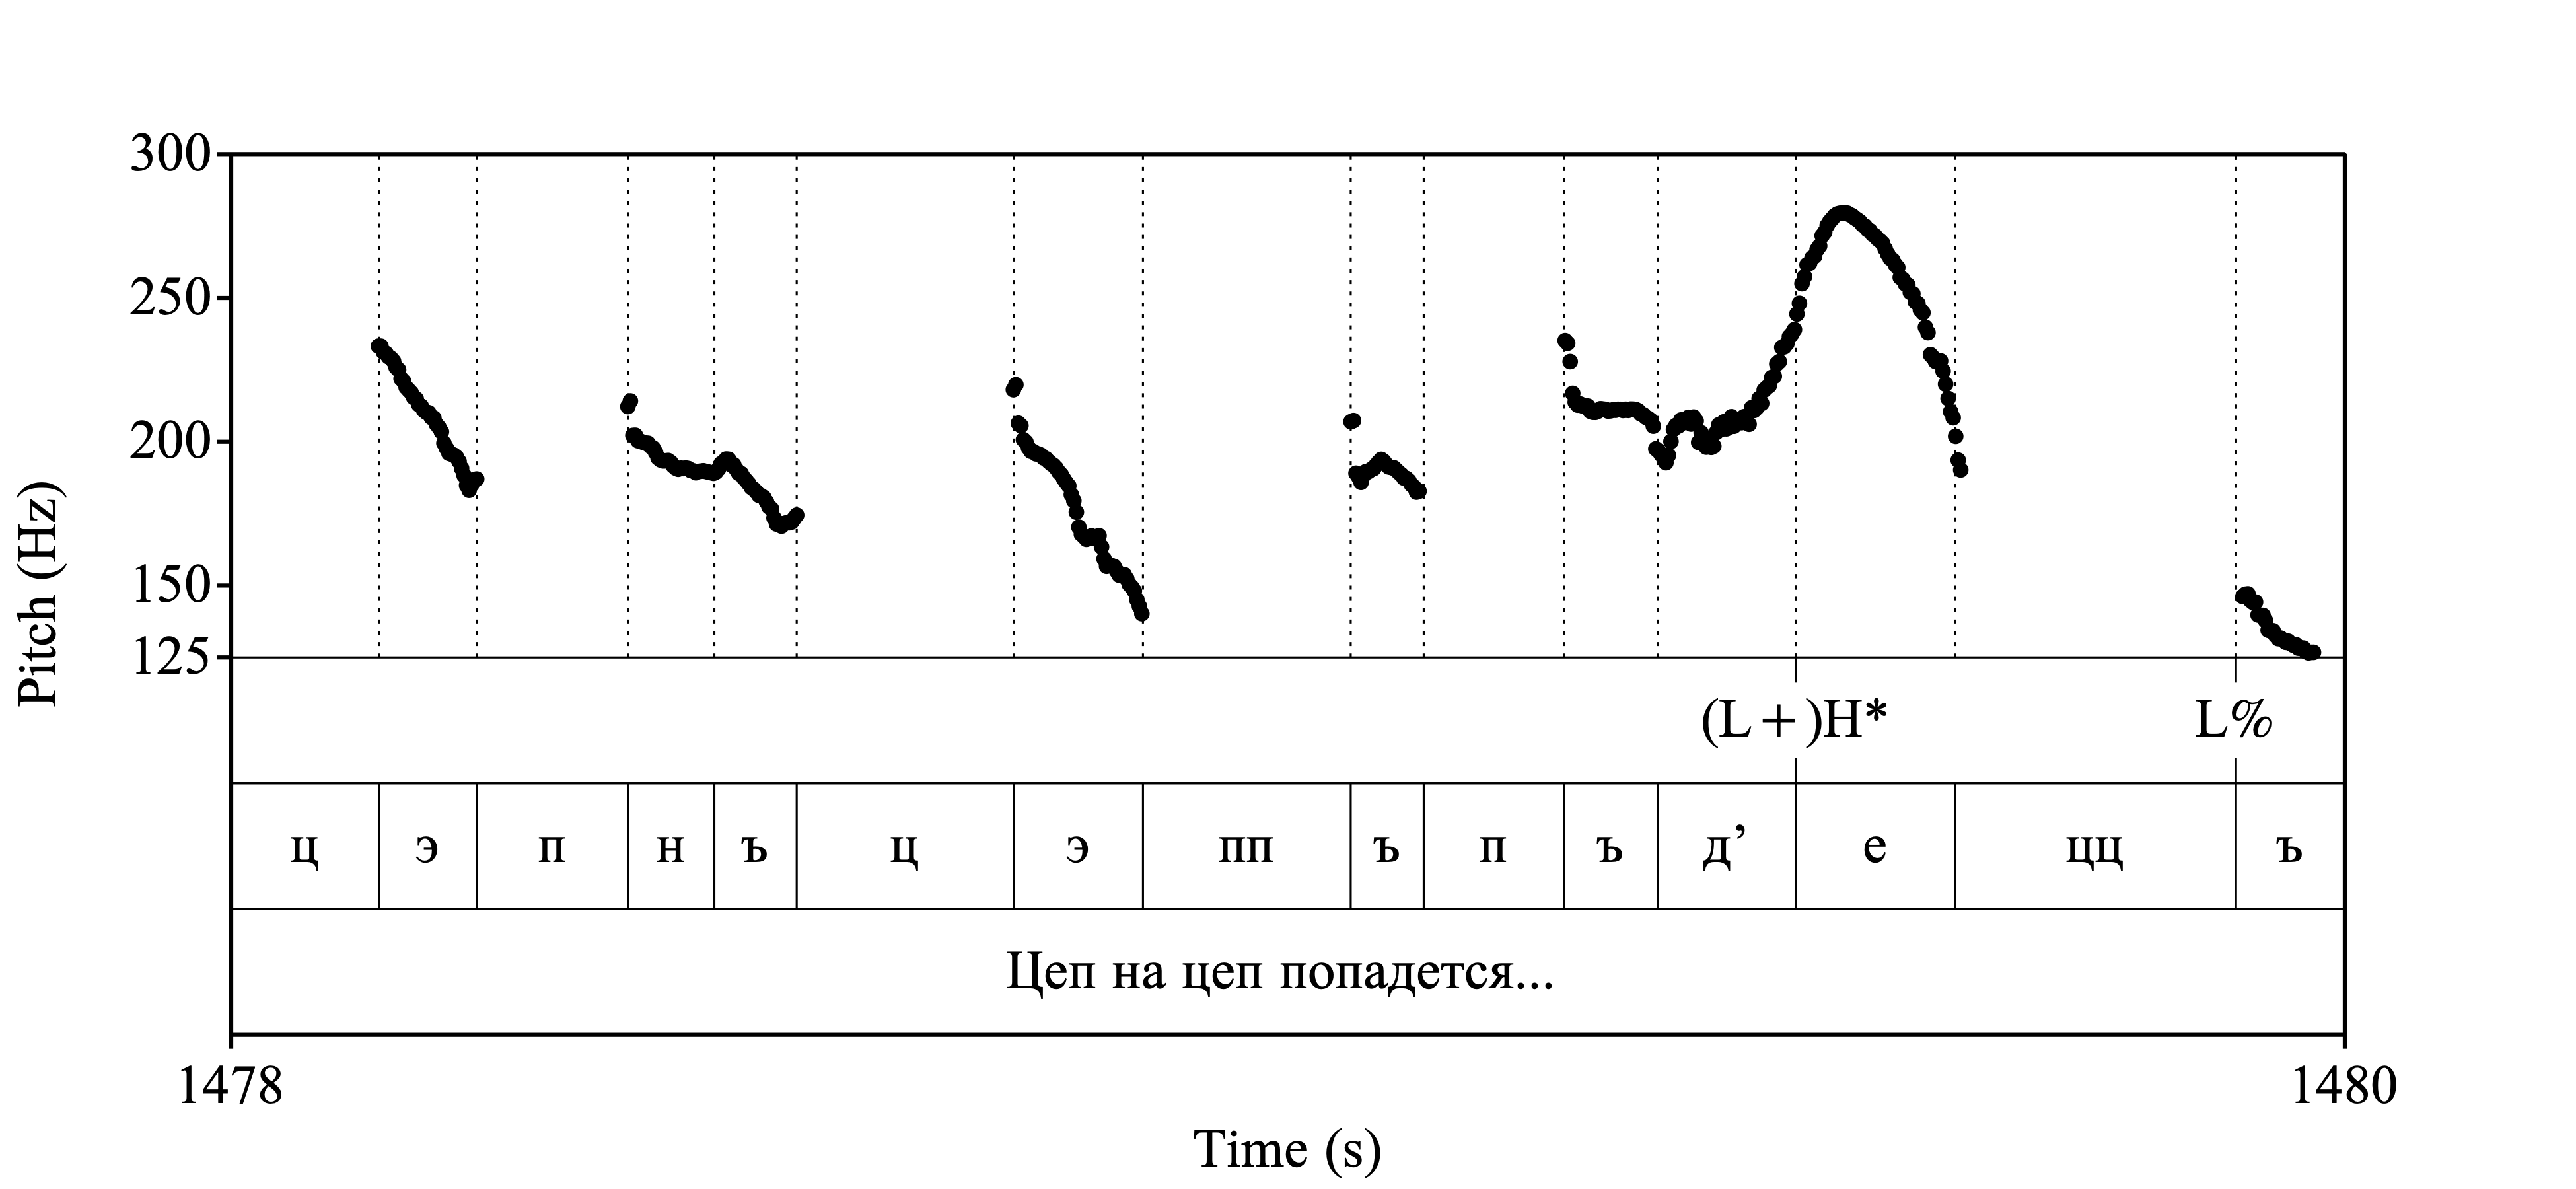 300
250
200
150
125
Pitch (Hz)
(L+)H* L%
ц э п н ъ ц э пп ъ п ъ д’ е цц ъ
Цеп на цеп попадется...
1478 1480
Time (s)